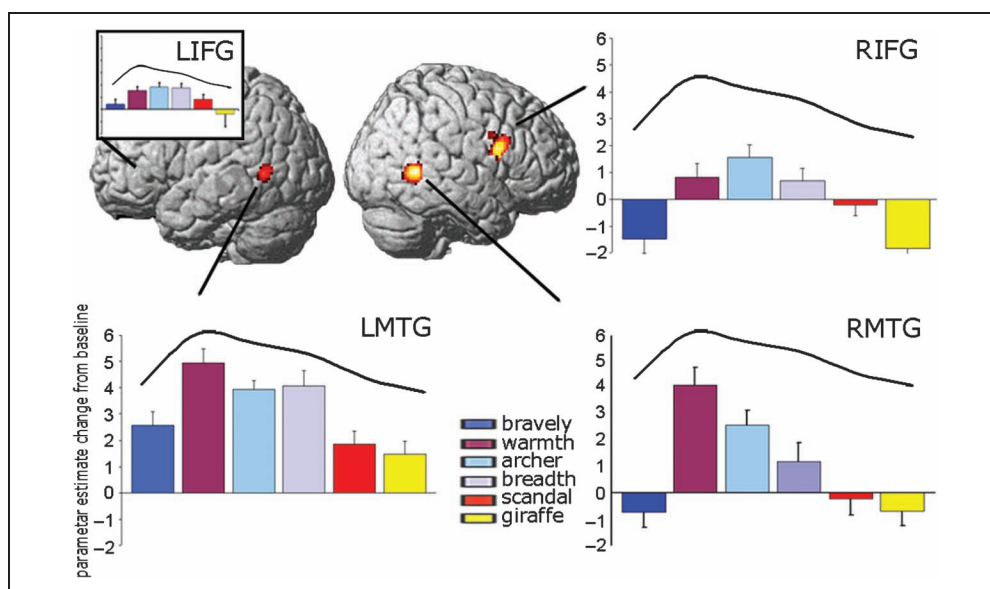 LIFG
RIFG
6
5
4
3
2
1
0
–1
–2
LMTG
parametar estimate change from baseline
6
5
4
3
2
1
0
–1
–2
bravely
warmth
archer
breadth
scandal
giraffe
RMTG
6
5
4
3
2
1
0
–1
–2